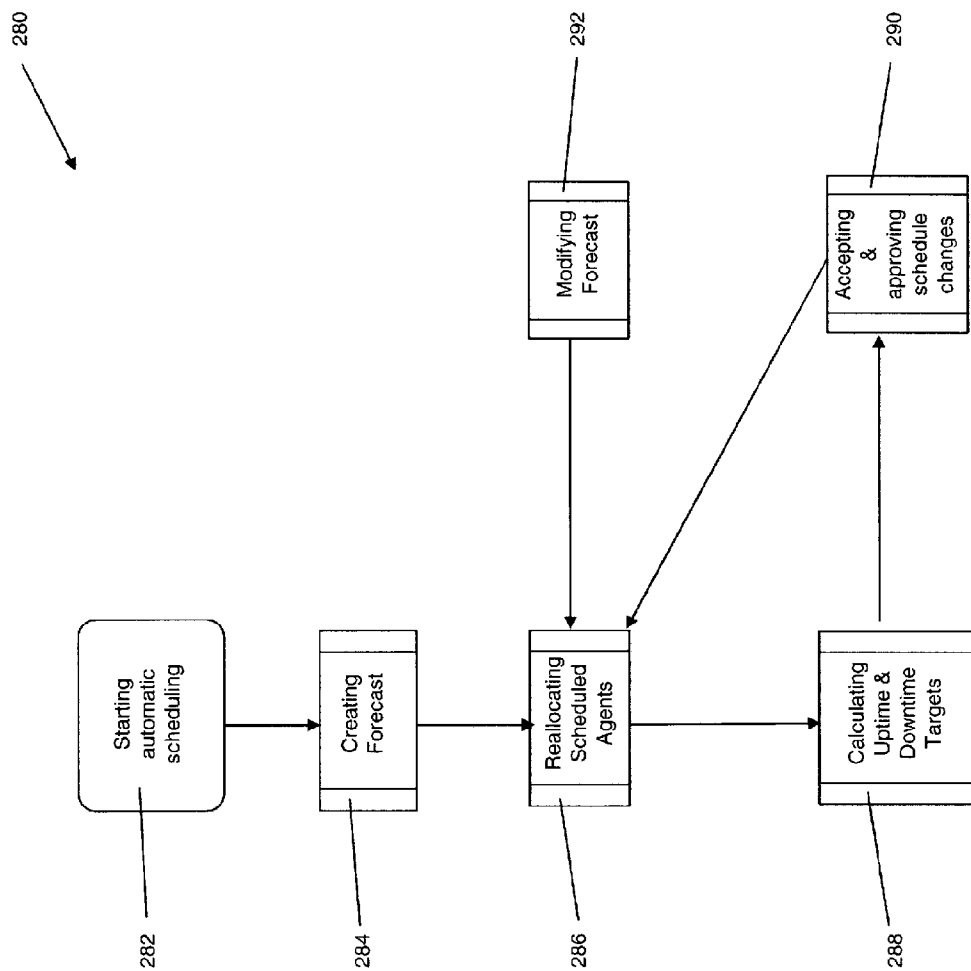 280
Starting
automatic
scheduling
282
Creating
Forecast
284
Reallocating
Scheduled
Agents
286
Modifying
Forecast
292
Calculating
Uptime &
Downtime
Targets
288
Accepting
&
approving
schedule
changes
290